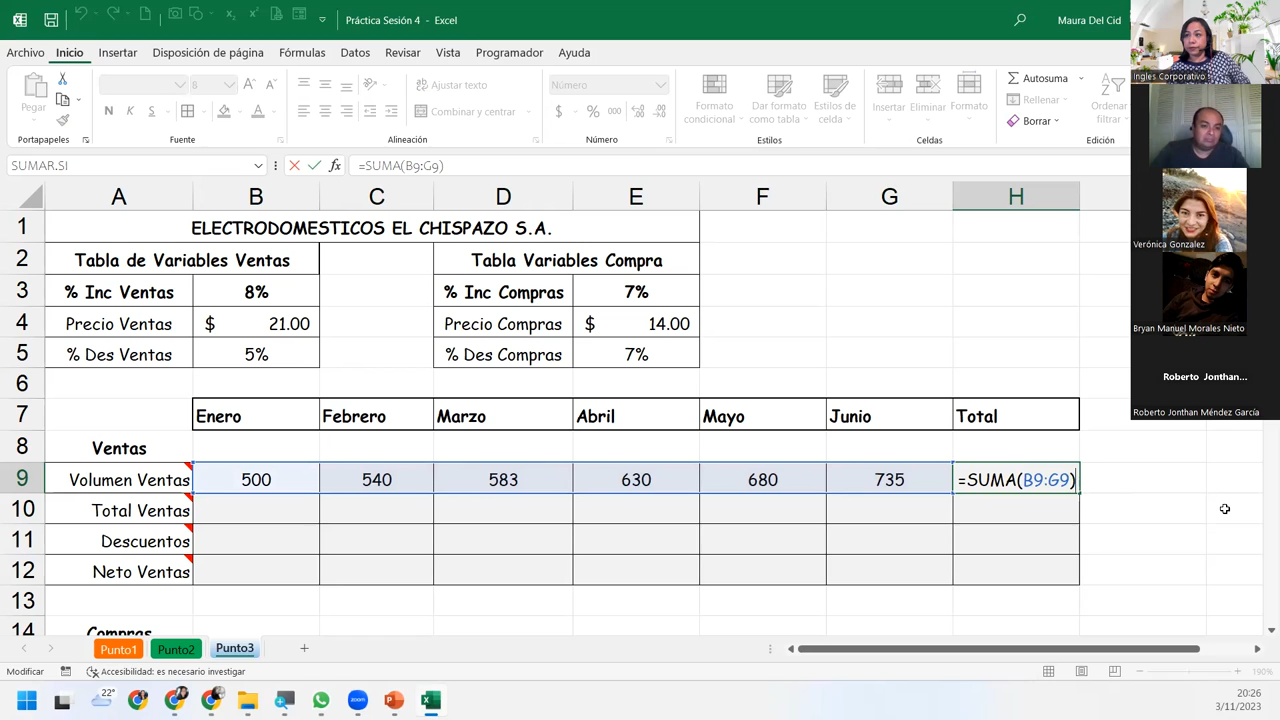 Práctica Sesión 4 - Excel
Maura Del Cid
Archivo Inicio Insertar Disposición de página Fórmulas Datos Revisar Vista Programador Ayuda
Pegar
N K S A
8 A A
ab Ajustar texto
Combinar y centrar
Número
$ % 000
Formato condicional
Dar formato como tabla
Estilos de celda
Insertar Eliminar Formato
Autosuma
Rellenar
Borrar
Ordenar filtrar
Portapapeles Fuente Alineación Número Estilos Celdas Edición
SUMAR.SI fx =SUMA(B9:G9)
A B C D E F G H
1 ELECTRODOMESTICOS EL CHISPAZO S.A.
2 Tabla de Variables Ventas Tabla Variables Compra
3 % Inc Ventas 8% % Inc Compras 7%
4 Precio Ventas $ 21.00 Precio Compras $ 14.00
5 % Des Ventas 5% % Des Compras 7%
6
7 Enero Febrero Marzo Abril Mayo Junio Total
8 Ventas
9 Volumen Ventas 500 540 583 630 680 735 =SUMA(B9:G9)
10 Total Ventas
11 Descuentos
12 Neto Ventas
13
14 Compras
Punto1 Punto2 Punto3
Modificar Accesibilidad: es necesario investigar 190%
22°
20:26
3/11/2023
Ingles Corporativo 1
Verónica Gonzalez
Bryan Manuel Morales Nieto
Roberto Jonthan...
Roberto Jonthan Méndez García